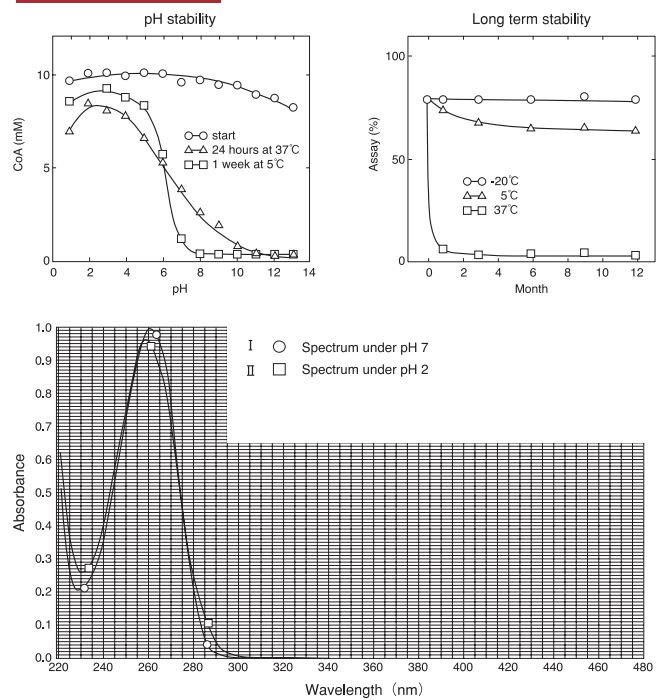 pH stability
10
5
0
CoA (mM)
0 2 4 6 8 10 12 14
pH
start
24 hours at 37℃
1 week at 5℃
Long term stability
100
50
0
Assay (%)
0 2 4 6 8 10 12
Month
-20℃
5℃
37℃
1.0
0.9
0.8
0.7
0.6
0.5
0.4
0.3
0.2
0.1
0.0
Absorbance
I Spectrum under pH 7
II Spectrum under pH 2
220 240 260 280 300 320 340 360 380 400 420 440 460 480
Wavelength (nm)